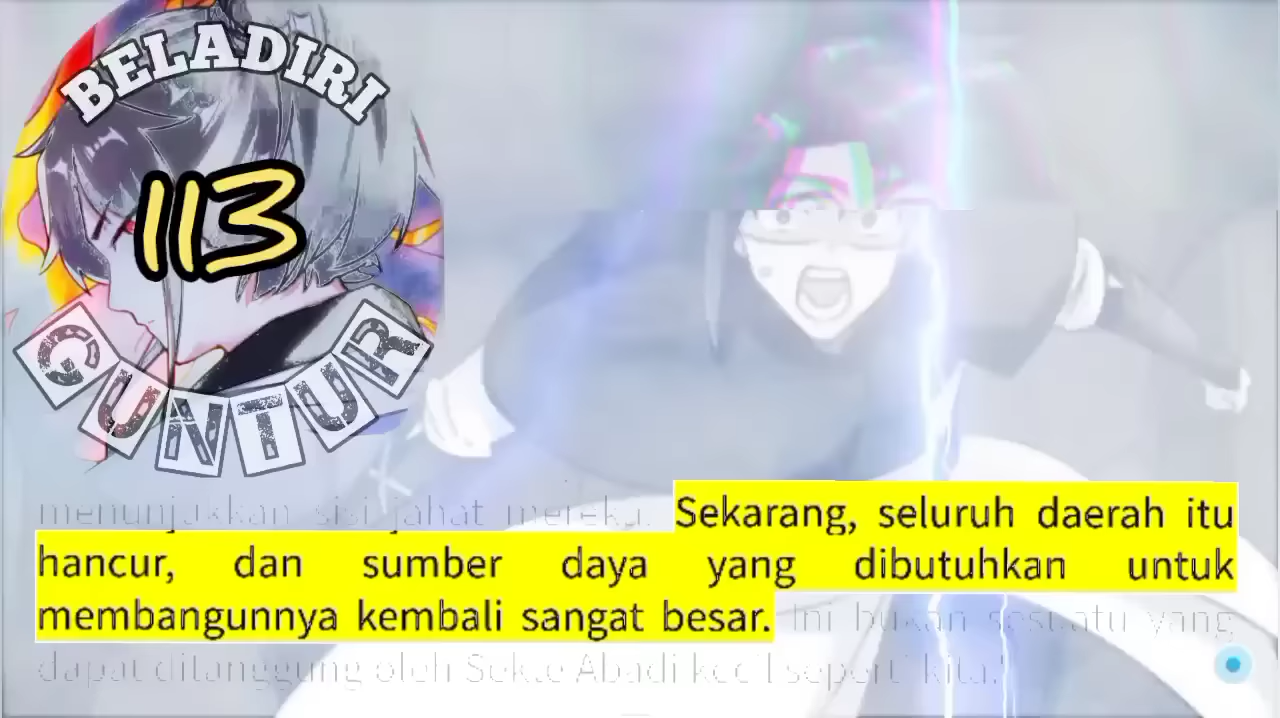 BELADIRI
113
GUNTUR
menunjukkan sisi jahat mereka. Sekarang, seluruh daerah itu
hancur, dan sumber daya yang dibutuhkan untuk
membangunnya kembali sangat besar. Ini bukan sesuatu yang
dapat ditanggung oleh Sekte Abadi kecil seperti kita!